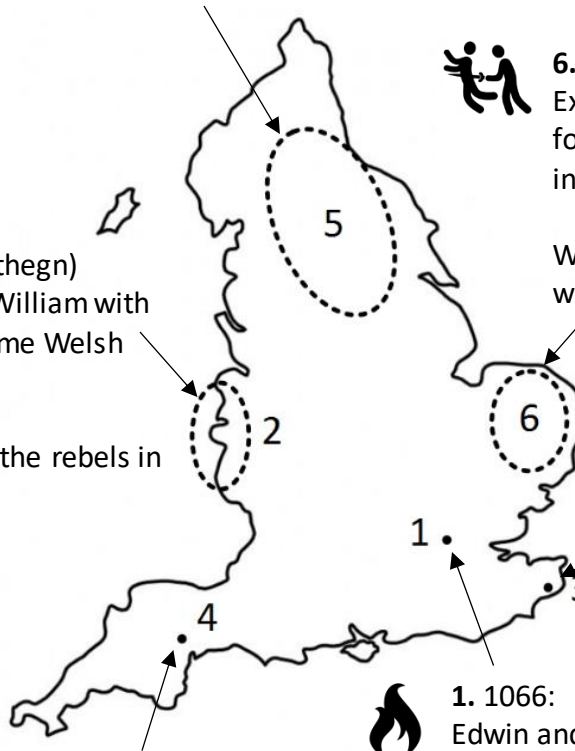 6.
Ex
fo
in
W
w
thegn)
William with
me Welsh
the rebels in
5
2
6
1
4
1. 1066:
Edwin and